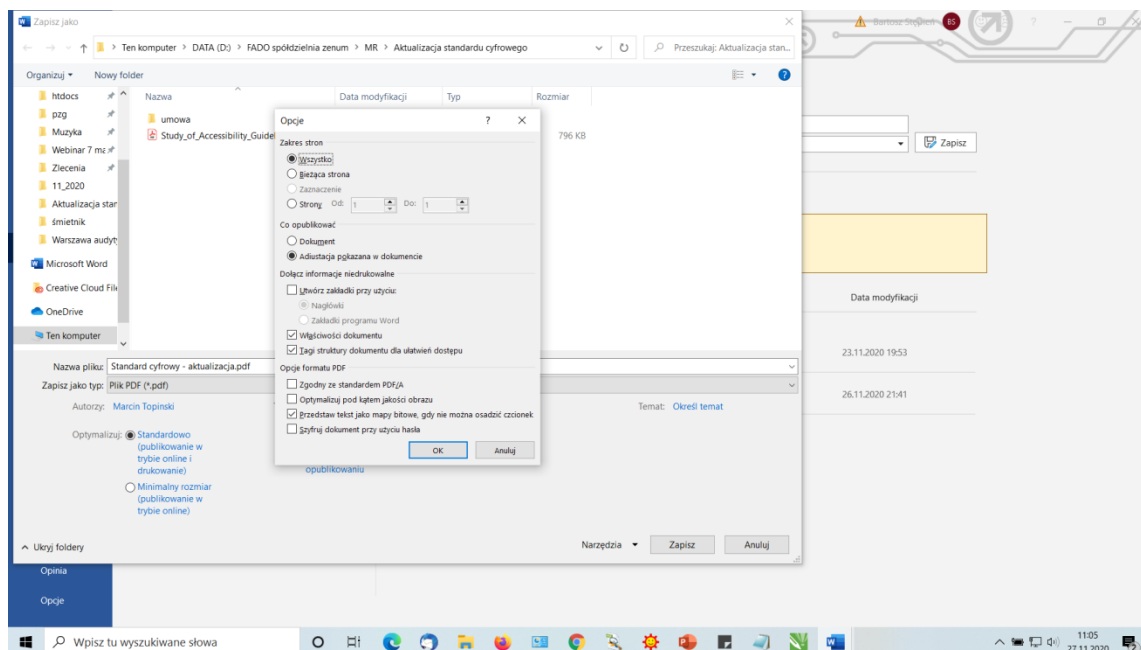 Zapisz jako
Bartosz Stępień BS
Ten komputer > DATA (D:) > FADO spółdzielnia zenum > MR > Aktualizacja standardu cyfrowego
Przeszukaj: Aktualizacja stan...
Organizuj Nowy folder
Nazwa Data modyfikacji Typ Rozmiar
htdocs
pzg
Muzyka
Webinar 7 ma
Zlecenia
11_2020
Aktualizacja stan
śmietnik
Warszawa audyt
Microsoft Word
Creative Cloud File
OneDrive
Ten komputer
umowa
Study_of_Accessibility_Guidel
796 KB
Opcje
Zakres stron
Wszystko
Bieżąca strona
Zaznaczenie
Strony Od: 1 Do: 1
Co opublikować
Dokument
Adiustacja pokazana w dokumencie
Dołącz informacje niedrukowalne
Utwórz zakładki przy użyciu:
Nagłówki
Zakładki programu Word
Właściwości dokumentu
Tagi struktury dokumentu dla ułatwień dostępu
Opcje formatu PDF
Zgodny ze standardem PDF/A
Optymalizuj pod kątem jakości obrazu
Przedstaw tekst jako mapy bitowe, gdy nie można osadzić czcionek
Szyfruj dokument przy użyciu hasła
OK Anuluj
Zapisz
Data modyfikacji
23.11.2020 19:53
26.11.2020 21:41
Nazwa pliku: Standard cyfrowy - aktualizacja.pdf
Zapisz jako typ: Plik PDF (*.pdf)
Autorzy: Marcin Topinski
Temat: Określ temat
Optymalizuj: Standardowo
(publikowanie w
trybie online i
drukowanie)
opublikowaniu
Minimalny rozmiar
(publikowanie w
trybie online)
Ukryj foldery
Narzędzia Zapisz Anuluj
Opinia
Opcje
Wpisz tu wyszukiwane słowa
11:05
27.11.2020